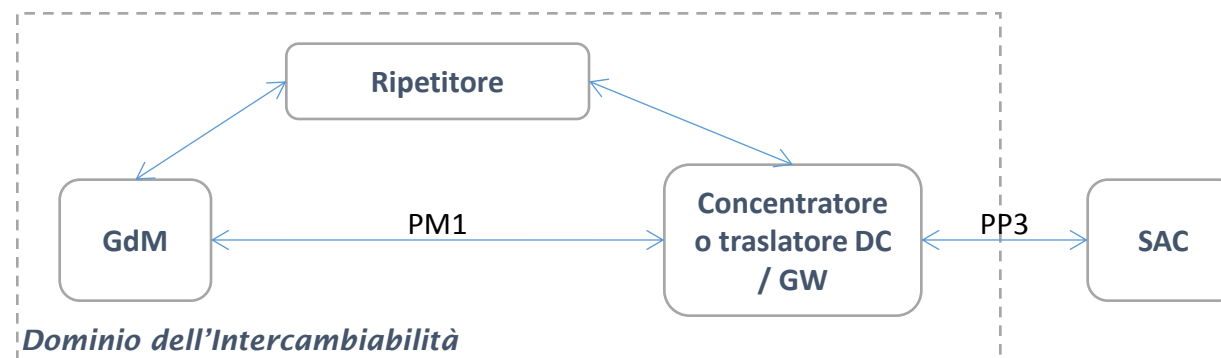 Ripetitore
GdM
PM1
Concentratore
o traslatore DC
/ GW
PP3
SAC
Dominio dell'Intercambiabilità